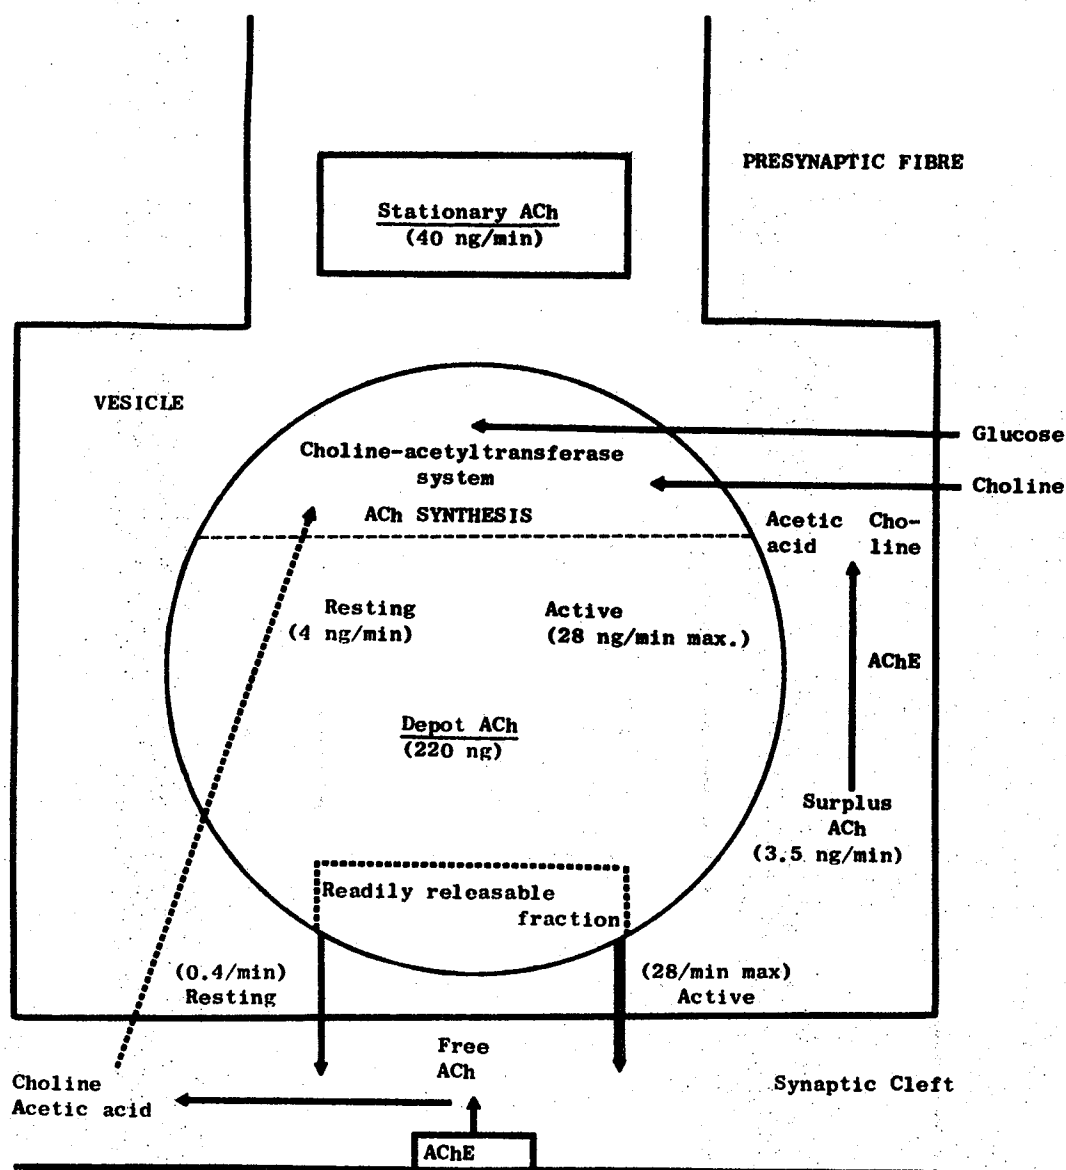 PRESYNAPTIC FIBRE
Stationary ACh
(40 ng/min)
VESICLE
Glucose
Choline-acetyltransferase
system
Choline
ACh SYNTHESIS
Acetic Cho-
acid line
Resting
(4 ng/min)
Active
(28 ng/min max.)
AChE
Depot ACh
(220 ng)
Surplus
ACh
(3.5 ng/min)
Readily releasable
fraction
(0.4/min)
Resting
(28/min max)
Active
Free
ACh
Choline
Acetic acid
Synaptic Cleft
AChE